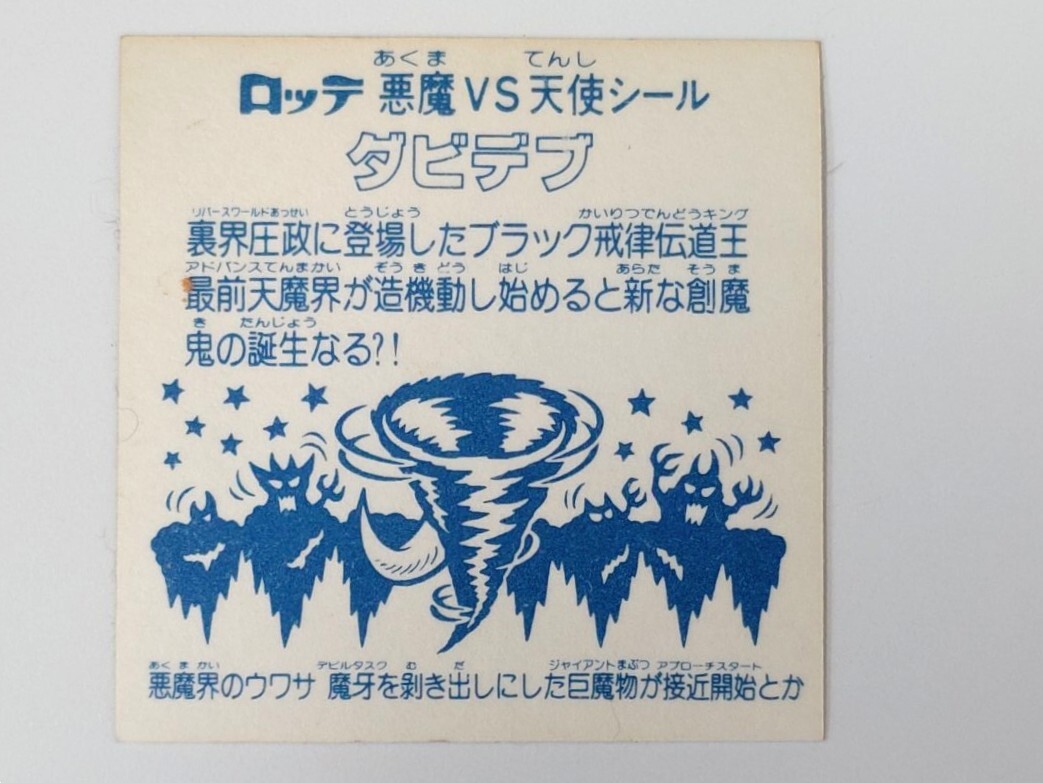 あくま てんし
ロッテ 悪魔VS天使シール
ダビデブ
リバースワールドあっせい とうじょう かいりつでんどうキング
裏界圧政に登場したブラック戒律伝道王
アドバンスてんまかい ぞうきどう はじ あらた そうま
最前天魔界が造機動し始めると新な創魔
き たんじょう
鬼の誕生なる?!
あくまかい デビルタスク む だ ジャイアントまぶつ アプローチスタート
悪魔界のウワサ 魔牙を剥き出しにした巨魔物が接近開始とか